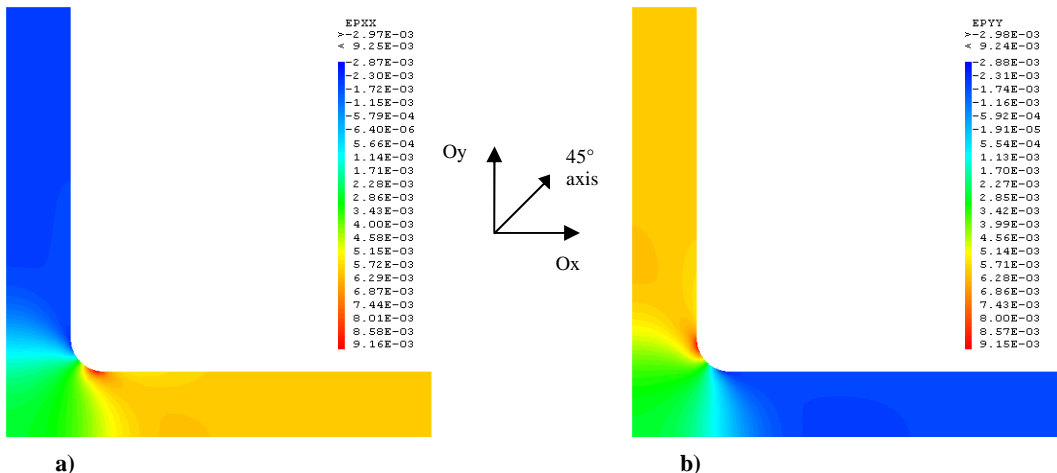 EPXX
>-2.97E-03
< 9.25E-03
-2.87E-03
-2.30E-03
-1.72E-03
-1.15E-03
-5.79E-04
-6.40E-06
5.66E-04
1.14E-03
1.71E-03
2.28E-03
2.86E-03
3.43E-03
4.00E-03
4.58E-03
5.15E-03
5.72E-03
6.29E-03
6.87E-03
7.44E-03
8.01E-03
8.58E-03
9.16E-03
Oy
45°
axis
Ox
EPYY
>-2.98E-03
< 9.24E-03
-2.88E-03
-2.31E-03
-1.74E-03
-1.16E-03
-5.92E-04
-1.91E-05
5.54E-04
1.13E-03
1.70E-03
2.27E-03
2.85E-03
3.42E-03
3.99E-03
4.56E-03
5.14E-03
5.71E-03
6.28E-03
6.86E-03
7.43E-03
8.00E-03
8.57E-03
9.15E-03
a)
b)